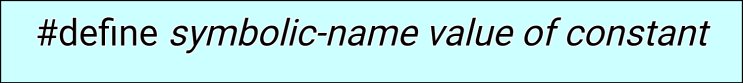 #define symbolic-name value of constant